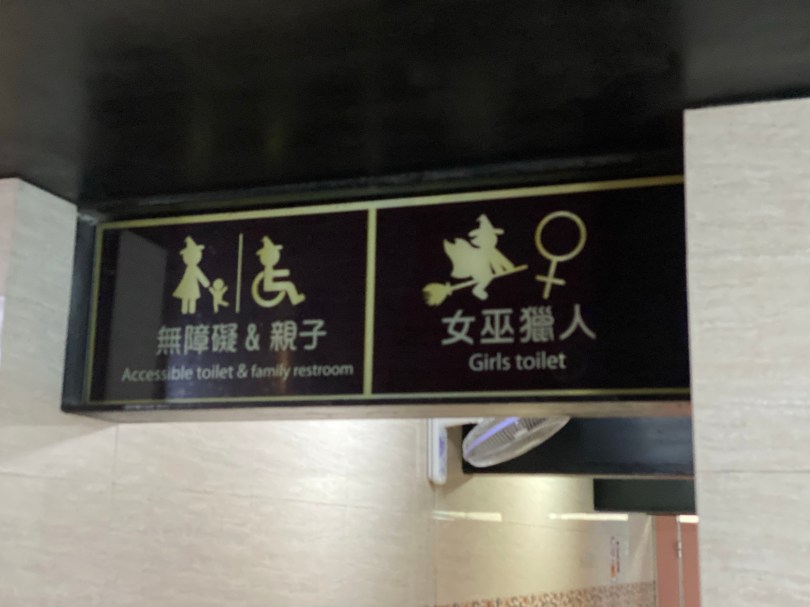 無障礙 & 親子
Accessible toilet & family restroom
女巫獵人
Girls toilet